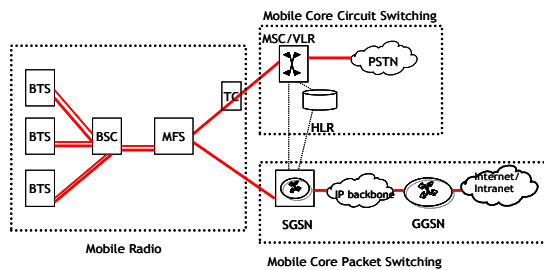 Mobile Core Circuit Switching
MSC/VLR
PSTN
TC
HLR
BTS
BTS
BSC
MFS
BTS
IP backbone
Internet/
Intranet
SGSN
GGSN
Mobile Radio
Mobile Core Packet Switching